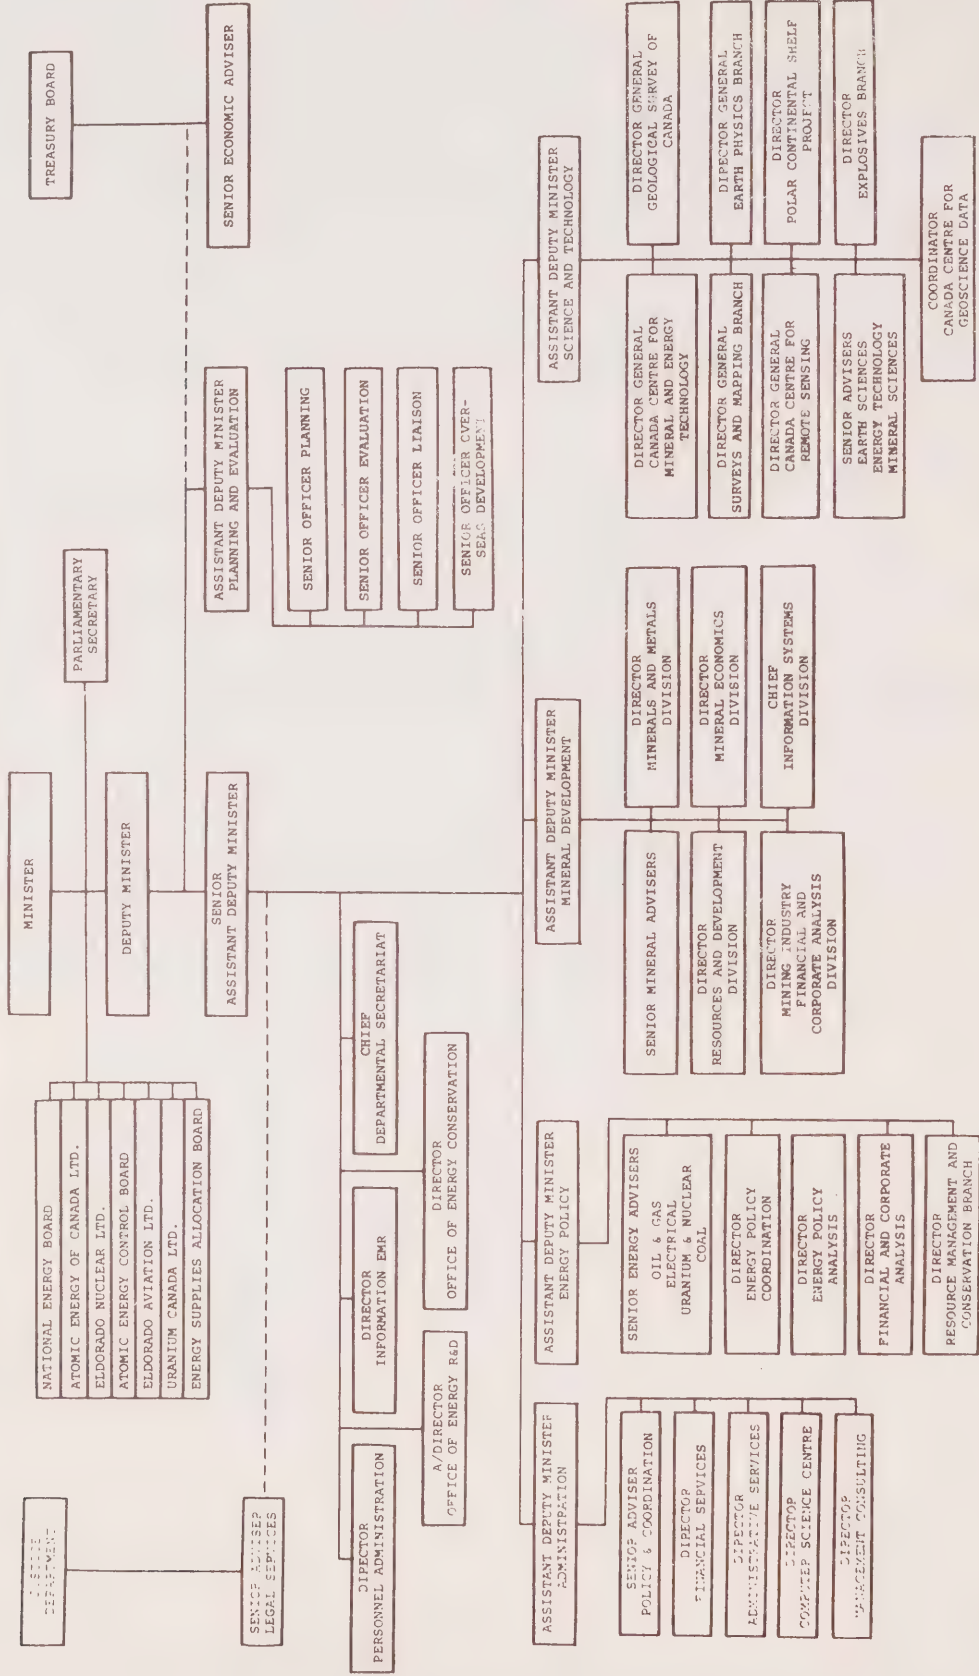 MINISTER
PARLIAMENTARY
SECRETARY
TREASURY BOARD
NATIONAL ENERGY BOARD
ATOMIC ENERGY OF CANADA LTD.
ELDORADO NUCLEAR LTD.
ATOMIC ENERGY CONTROL BOARD
ELDORADO AVIATION LTD.
URANIUM CANADA LTD.
ENERGY SUPPLIES ALLOCATION BOARD
JUSTICE
DEPARTMENT
DEPUTY MINISTER
SENIOR ADVISER
LEGAL SERVICES
SENIOR
ASSISTANT DEPUTY MINISTER
ASSISTANT DEPUTY MINISTER
PLANNING AND EVALUATION
SENIOR ECONOMIC ADVISER
SENIOR OFFICER PLANNING
SENIOR OFFICER EVALUATION
SENIOR OFFICER LIAISON
SENIOR OFFICER OVER-
SEAS DEVELOPMENT
DIRECTOR
PERSONNEL ADMINISTRATION
DIRECTOR
INFORMATION EMR
CHIEF
DEPARTMENTAL SECRETARIAT
A/DIRECTOR
OFFICE OF ENERGY R&D
DIRECTOR
OFFICE OF ENERGY CONSERVATION
ASSISTANT DEPUTY MINISTER
ADMINISTRATION
SENIOR ADVISER
POLICY & COORDINATION
DIRECTOR
FINANCIAL SERVICES
DIRECTOR
ADMINISTRATIVE SERVICES
DIRECTOR
COMPUTER SCIENCE CENTRE
DIRECTOR
MANAGEMENT CONSULTING
ASSISTANT DEPUTY MINISTER
ENERGY POLICY
SENIOR ENERGY ADVISERS
OIL & GAS
ELECTRICAL
URANIUM & NUCLEAR
COAL
DIRECTOR
ENERGY POLICY
COORDINATION
DIRECTOR
ENERGY POLICY
ANALYSIS
DIRECTOR
FINANCIAL AND CORPORATE
ANALYSIS
DIRECTOR
RESOURCE MANAGEMENT AND
CONSERVATION BRANCH
ASSISTANT DEPUTY MINISTER
MINERAL DEVELOPMENT
SENIOR MINERAL ADVISERS
DIRECTOR
MINERALS AND METALS
DIVISION
DIRECTOR
RESOURCES AND DEVELOPMENT
DIVISION
DIRECTOR
MINERAL ECONOMICS
DIVISION
DIRECTOR
MINING INDUSTRY
FINANCIAL AND
CORPORATE ANALYSIS
DIVISION
CHIEF
INFORMATION SYSTEMS
DIVISION
ASSISTANT DEPUTY MINISTER
SCIENCE AND TECHNOLOGY
DIRECTOR GENERAL
CANADA CENTRE FOR
MINERAL AND ENERGY
TECHNOLOGY
DIRECTOR GENERAL
GEOLOGICAL SURVEY OF
CANADA
DIRECTOR GENERAL
SURVEYS AND MAPPING BRANCH
DIRECTOR GENERAL
EARTH PHYSICS BRANCH
DIRECTOR GENERAL
CANADA CENTRE FOR
REMOTE SENSING
DIRECTOR
POLAR CONTINENTAL SHELF
PROJECT
SENIOR ADVISERS
EARTH SCIENCES
ENERGY TECHNOLOGY
MINERAL SCIENCES
DIRECTOR
EXPLOSIVES BRANCH
COORDINATOR
CANADA CENTRE FOR
GEOSCIENCE DATA